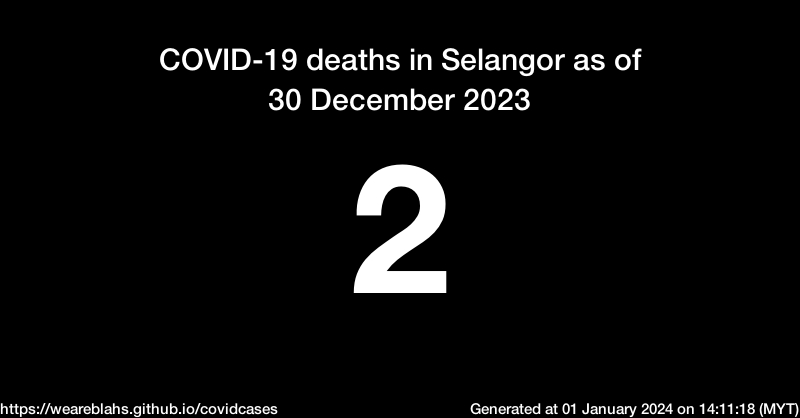 COVID-19 deaths in Selangor as of
30 December 2023
2
https://weareblahs.github.io/covidcases
Generated at 01 January 2024 on 14:11:18 (MYT)